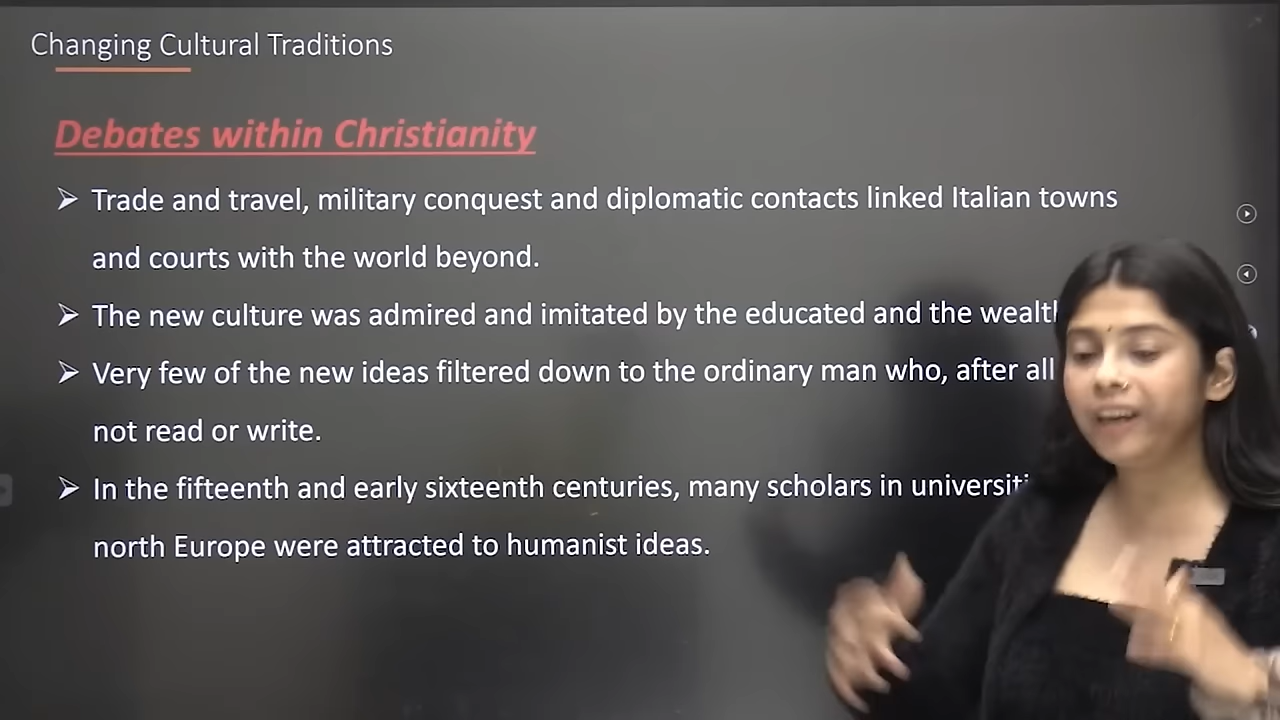 Changing Cultural Traditions
Debates within Christianity
➢ Trade and travel, military conquest and diplomatic contacts linked Italian towns
and courts with the world beyond.
➢ The new culture was admired and imitated by the educated and the
➢ Very few of the new ideas filtered down to the ordinary man who, after all
not read or write.
➢ In the fifteenth and early sixteenth centuries, many scholars in
north Europe were attracted to humanist ideas.